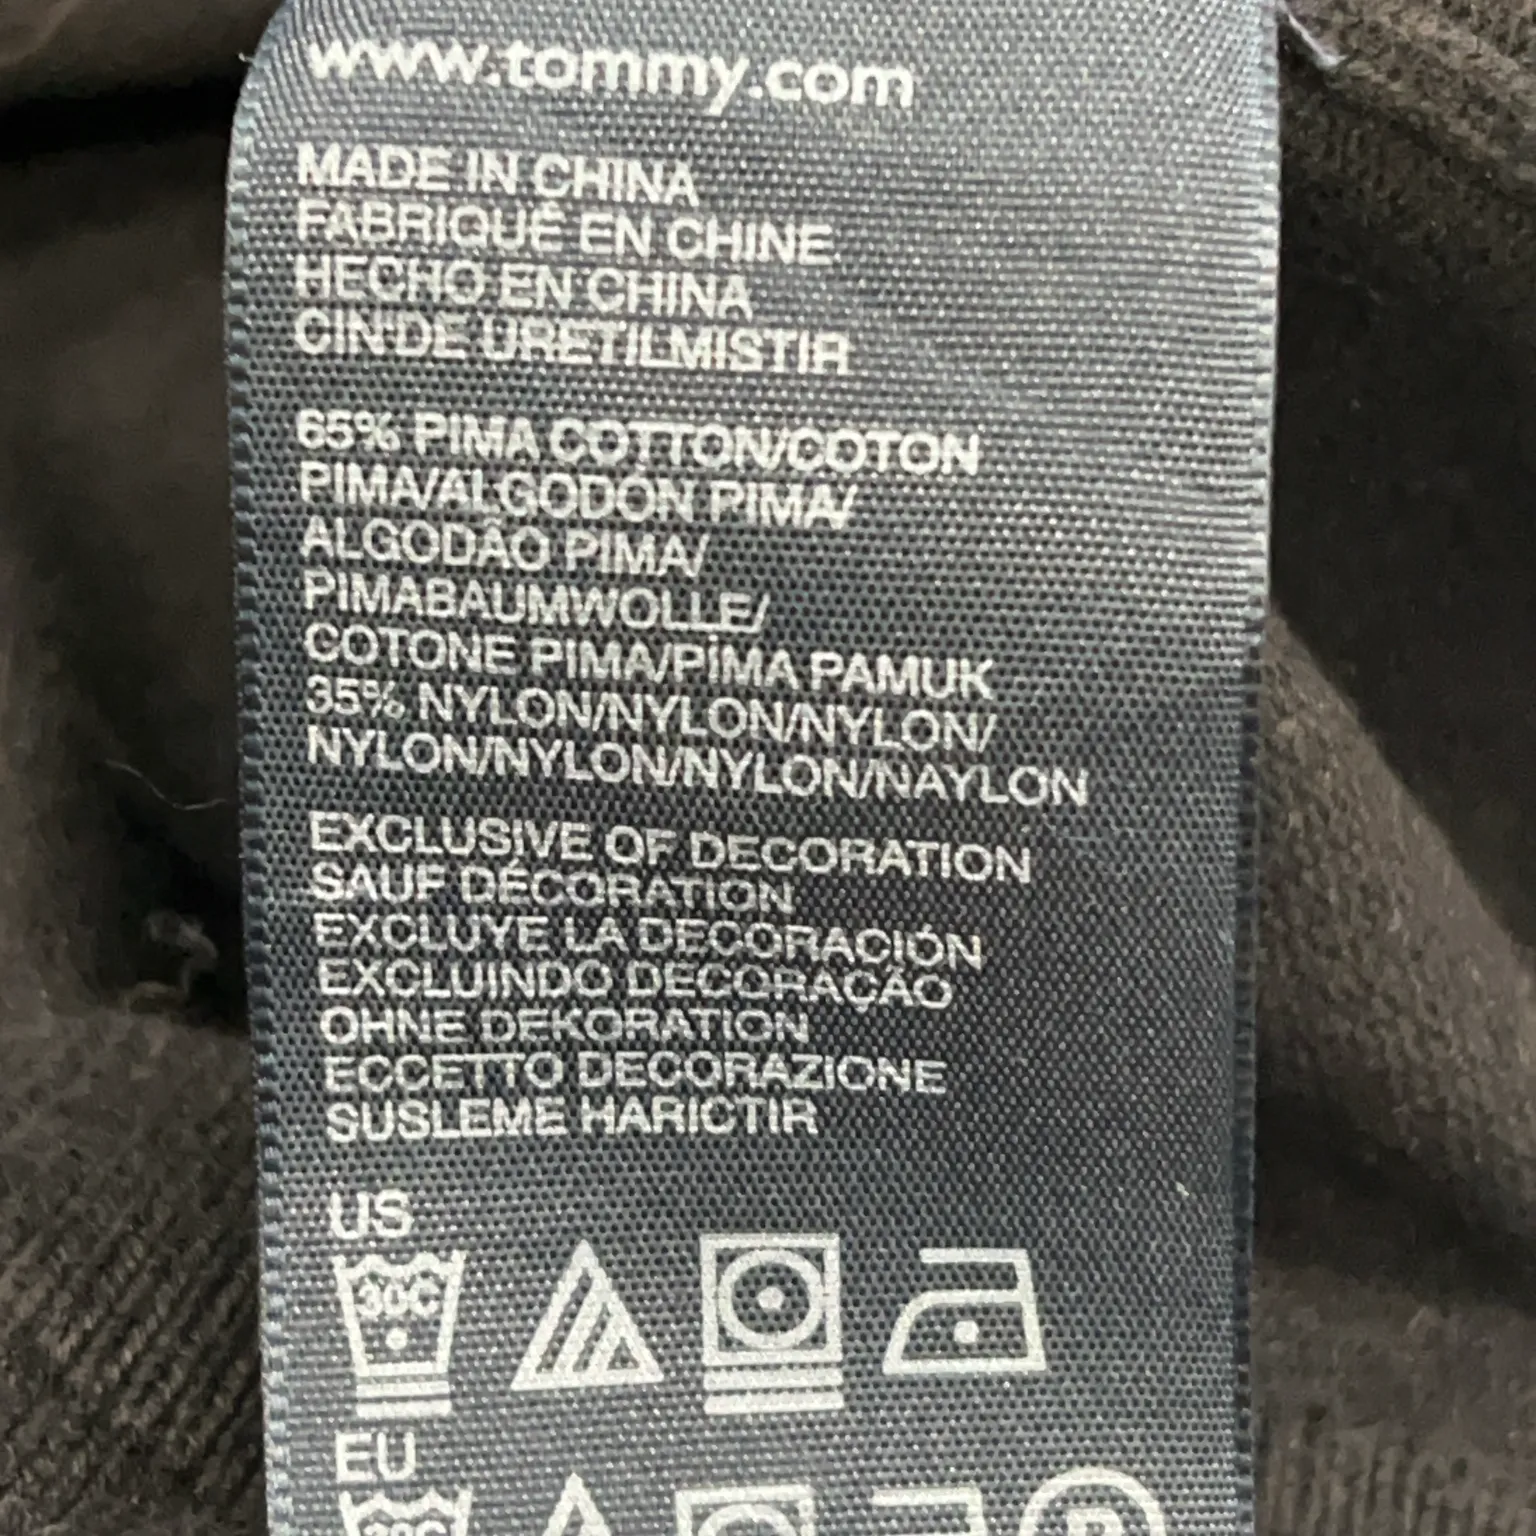 www.tommy.com
MADE IN CHINA
FABRIQUÉ EN CHINE
HECHO EN CHINA
CIN'DE URETILMISTIR
65% PIMA COTTON/COTON
PIMA/ALGODÓN PIMA/
ALGODÃO PIMA/
PIMABAUMWOLLE/
COTONE PIMA/PİMA PAMUK
35% NYLON/NYLON/NYLON/
NYLON/NYLON/NYLON/NAYLON
EXCLUSIVE OF DECORATION
SAUF DÉCORATION
EXCLUYE LA DECORACIÓN
EXCLUINDO DECORAÇÃO
OHNE DEKORATION
ECCETTO DECORAZIONE
SUSLEME HARICTIR
US
30C
EU
30C